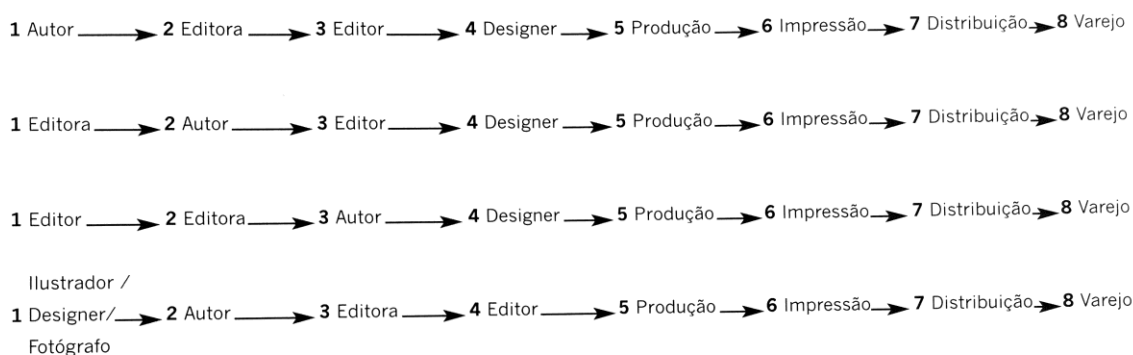 1 Autor 2 Editora 3 Editor 4 Designer 5 Produção 6 Impressão 7 Distribuição 8 Varejo
1 Editora 2 Autor 3 Editor 4 Designer 5 Produção 6 Impressão 7 Distribuição 8 Varejo
1 Editor 2 Editora 3 Autor 4 Designer 5 Produção 6 Impressão 7 Distribuição 8 Varejo
Ilustrador /
1 Designer/ 2 Autor 3 Editora 4 Editor 5 Produção 6 Impressão 7 Distribuição 8 Varejo
Fotógrafo